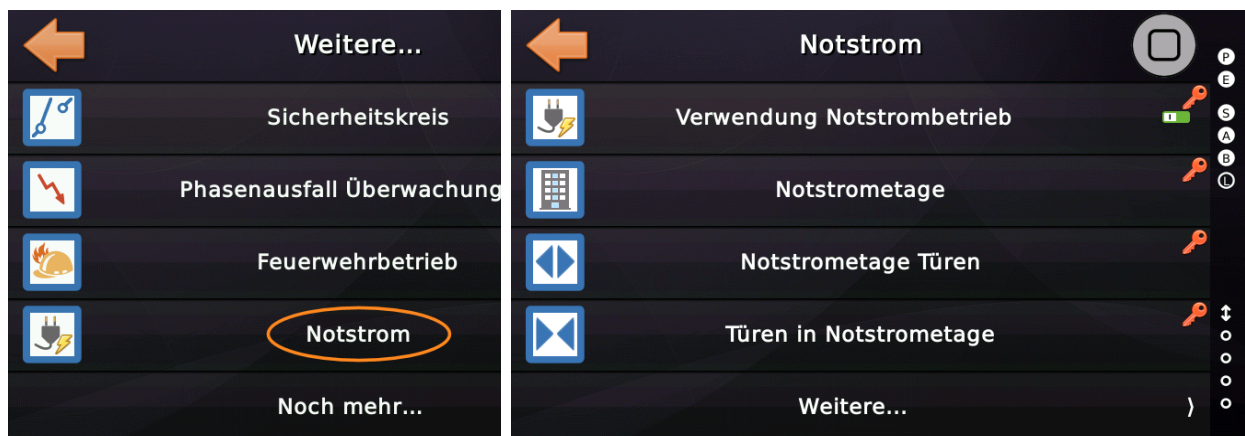 Weitere...
Sicherheitskreis
Phasenausfall Überwachung
Feuerwehrbetrieb
Notstrom
Noch mehr...
Notstrom
Verwendung Notstrombetrieb
Notstrometage
Notstrometage Türen
Türen in Notstrometage
Weitere...
P
E
S
A
B
L